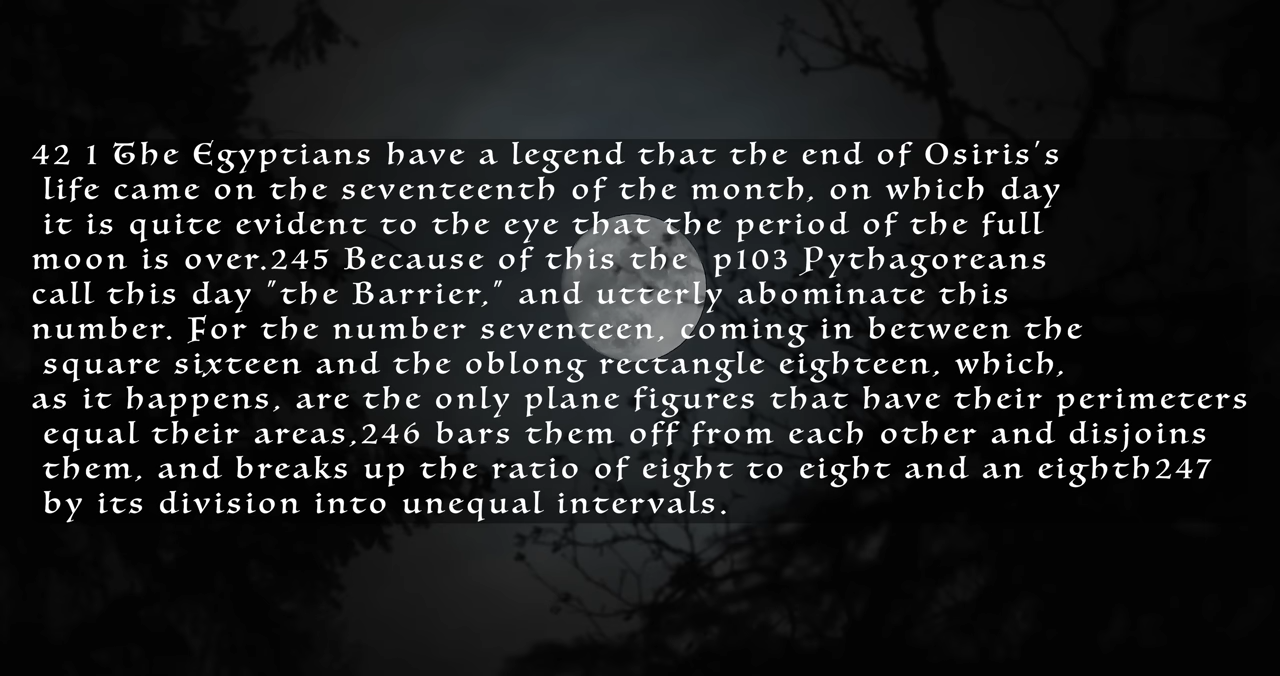 42 1 The Egyptians have a legend that the end of Osiris's
life came on the seventeenth of the month, on which day
it is quite evident to the eye that the period of the full
moon is over.245 Because of this the p103 Pythagoreans
call this day "the Barrier," and utterly abominate this
number. For the number seventeen, coming in between the
square sixteen and the oblong rectangle eighteen, which,
as it happens, are the only plane figures that have their perimeters
equal their areas,246 bars them off from each other and disjoins
them, and breaks up the ratio of eight to eight and an eighth247
by its division into unequal intervals.